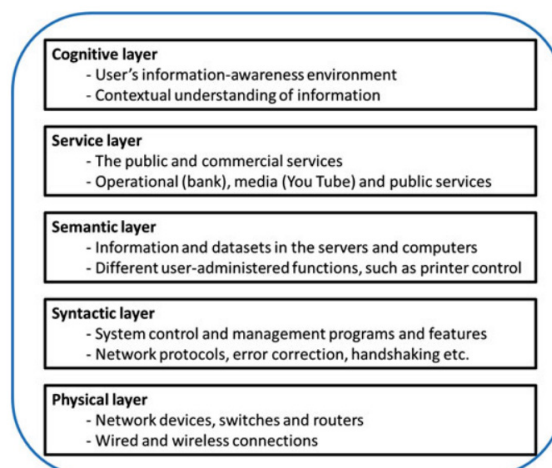 Cognitive layer
- User's information-awareness environment
- Contextual understanding of information
Service layer
- The public and commercial services
- Operational (bank), media (You Tube) and public services
Semantic layer
- Information and datasets in the servers and computers
- Different user-administered functions, such as printer control
Syntactic layer
- System control and management programs and features
- Network protocols, error correction, handshaking etc.
Physical layer
- Network devices, switches and routers
- Wired and wireless connections